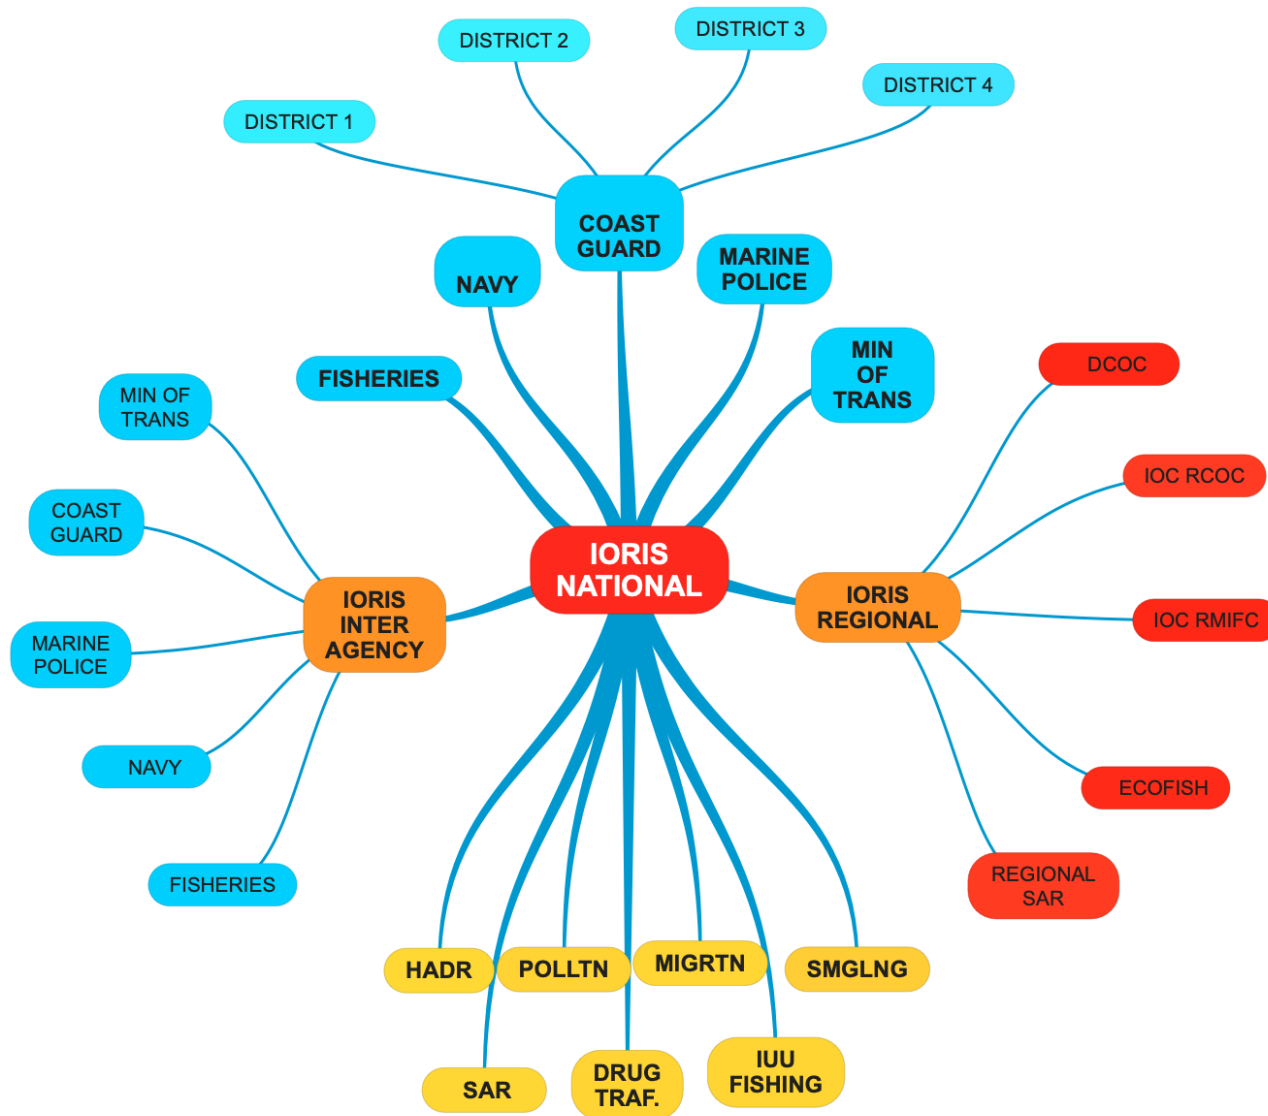 DISTRICT 3
DISTRICT 2
DISTRICT 4
DISTRICT 1
COAST
GUARD
MARINE
POLICE
NAVY
MIN
OF
TRANS
FISHERIES
DCOC
MIN OF
TRANS
IOC RCOC
COAST
GUARD
IORIS
NATIONAL
IORIS
INTER
AGENCY
IORIS
REGIONAL
IOC RMIFC
MARINE
POLICE
NAVY
ECOFISH
FISHERIES
REGIONAL
SAR
HADR
POLLTN
MIGRTN
SMGLNG
SAR
DRUG
TRAF.
IUU
FISHING